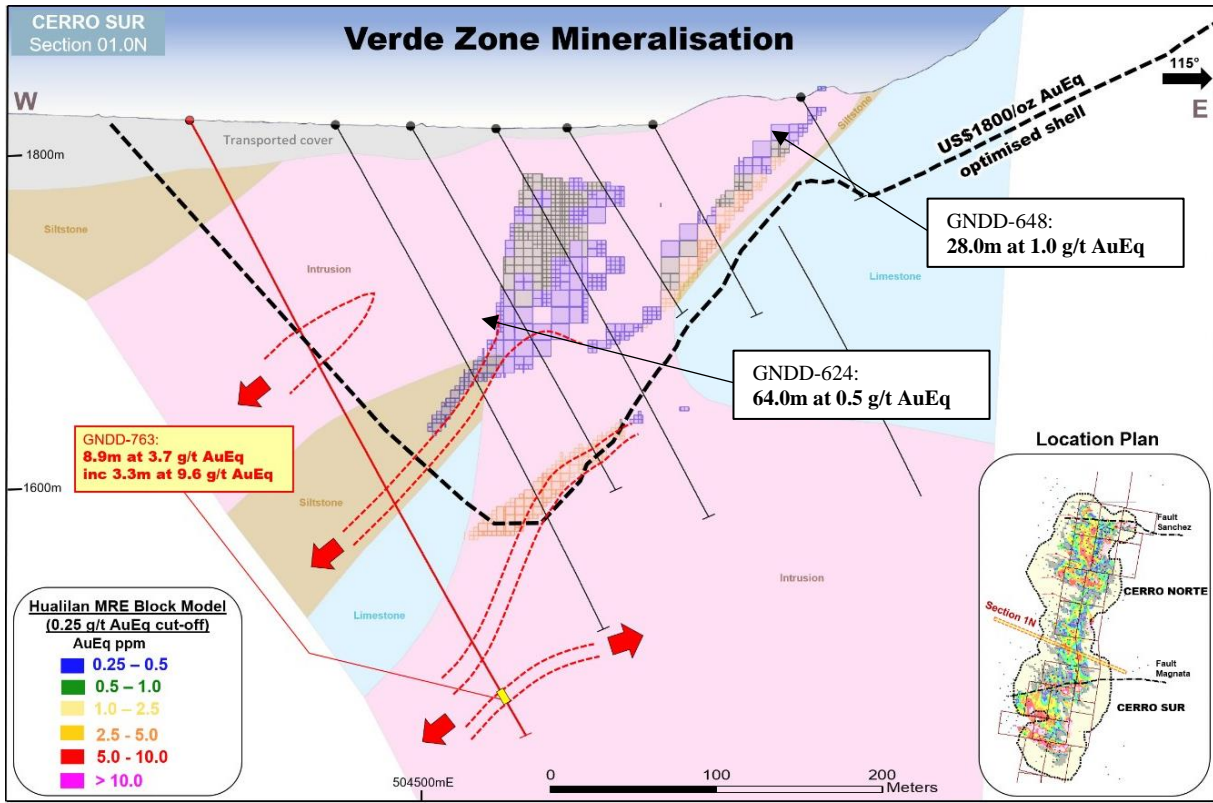 CERRO SUR
Section 01.0N
Verde Zone Mineralisation
115°
W
E
US$1800/oz AuEq
optimised shell
Transported cover
1800m
Siltstone
Siltstone
GNDD-648:
28.0m at 1.0 g/t AuEq
Intrusion
Limestone
GNDD-624:
64.0m at 0.5 g/t AuEq
GNDD-763:
8.9m at 3.7 g/t AuEq
inc 3.3m at 9.6 g/t AuEq
1600m
Siltstone
Intrusion
Limestone
Location Plan
Fault
Sanchez
CERRO NORTE
Section 1N
Fault
Magnata
CERRO SUR
Hualilan MRE Block Model
(0.25 g/t AuEq cut-off)
AuEq ppm
0.25 – 0.5
0.5 – 1.0
1.0 – 2.5
2.5 - 5.0
5.0 - 10.0
> 10.0
504500mE
0 100 200
Meters